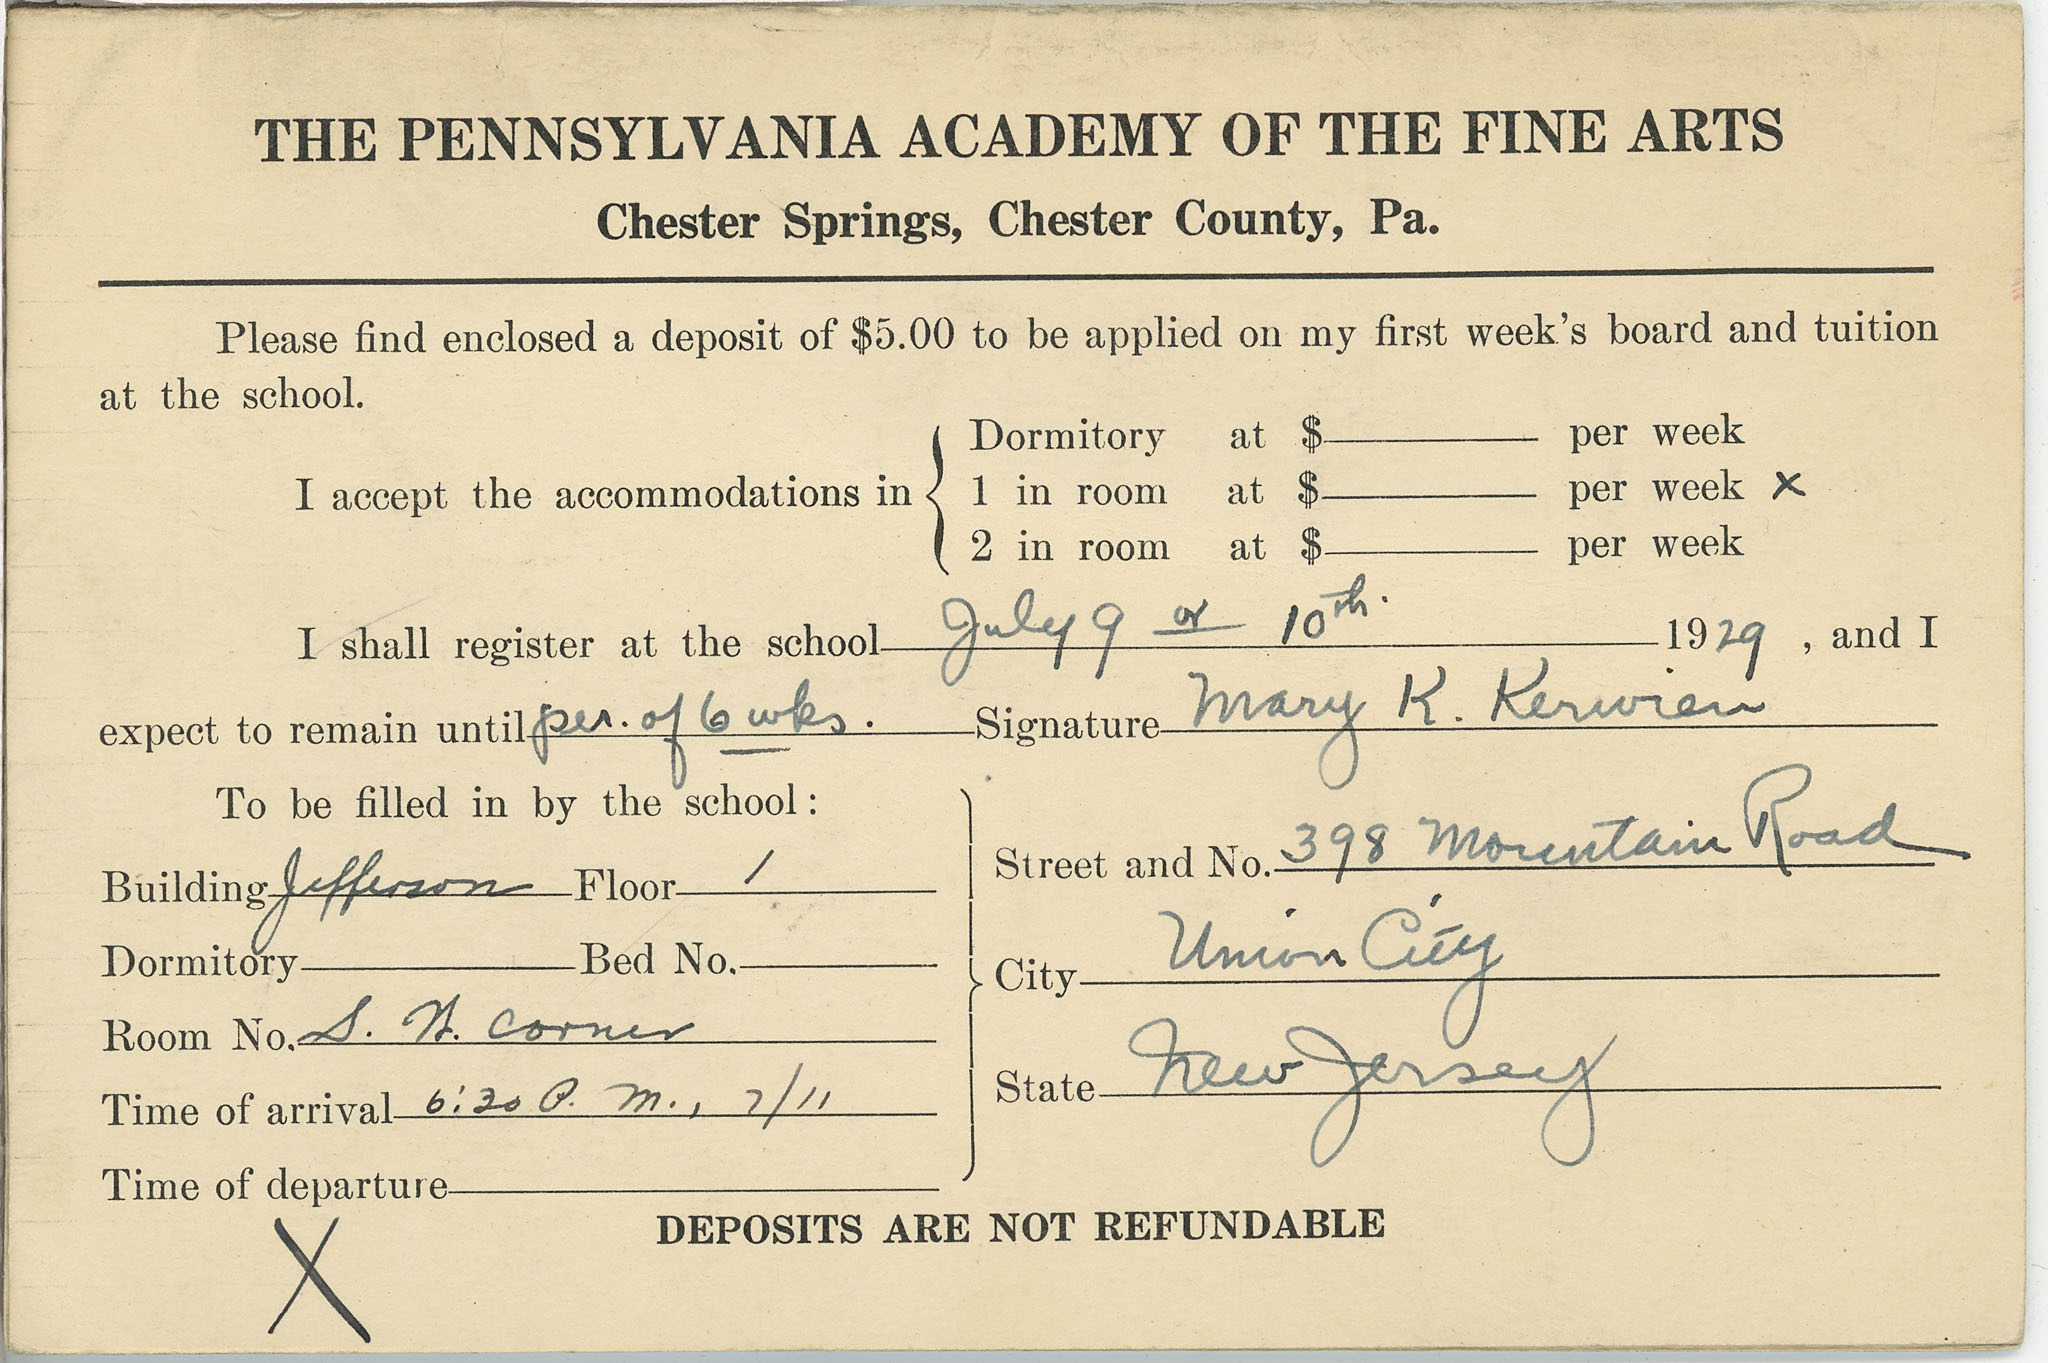 THE PENNSYLVANIA ACADEMY OF THE FINE ARTS
Chester Springs, Chester County, Pa.
Please find enclosed a deposit of $5.00 to be applied on my first week's board and tuition
at the school.
I accept the accommodations in
Dormitory at $ per week
1 in room at $ per week x
2 in room at $ per week
I shall register at the school July 9 or 10th. 1929, and I
expect to remain until per. of 6 wks. Signature Mary K. Kerwien
To be filled in by the school:
Building Jefferson Floor 1
Dormitory Bed No.
Room No. S. W. corner
Time of arrival 6:30 P. M., 7/11
Time of departure
X
Street and No. 398 Mountain Road
City Union City
State New Jersey
DEPOSITS ARE NOT REFUNDABLE